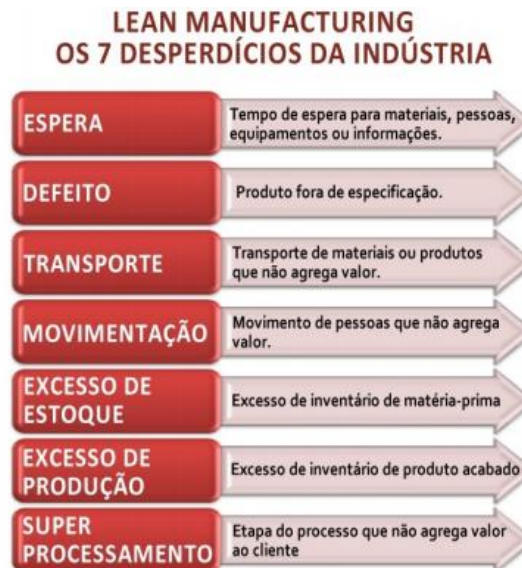 LEAN MANUFACTURING
OS 7 DESPERDÍCIOS DA INDÚSTRIA
ESPERA
Tempo de espera para materiais, pessoas,
equipamentos ou informações.
DEFEITO
Produto fora de especificação.
TRANSPORTE
Transporte de materiais ou produtos
que não agrega valor.
MOVIMENTAÇÃO
Movimento de pessoas que não agrega
valor.
EXCESSO DE
ESTOQUE
Excesso de inventário de matéria-prima
EXCESSO DE
PRODUÇÃO
Excesso de inventário de produto acabado
SUPER
PROCESSAMENTO
Etapa do processo que não agrega valor
ao cliente